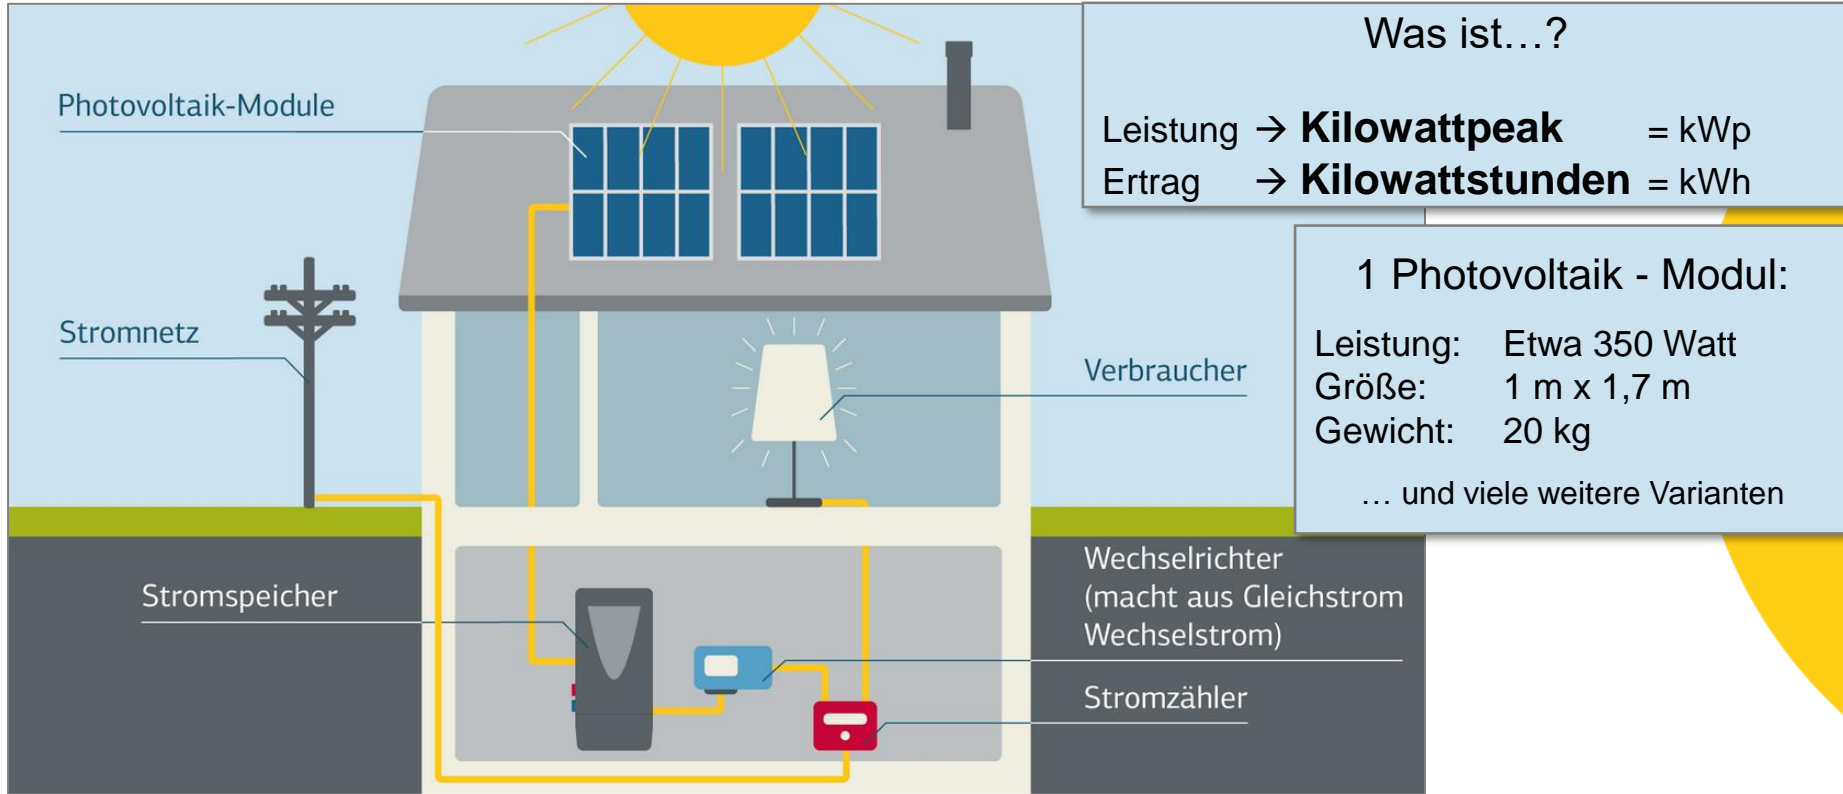 Was ist…?
Leistung → Kilowattpeak = kWp
Ertrag → Kilowattstunden = kWh
1 Photovoltaik - Modul:
Leistung: Etwa 350 Watt
Größe: 1 m x 1,7 m
Gewicht: 20 kg
… und viele weitere Varianten
Photovoltaik-Module
Stromnetz
Verbraucher
Stromspeicher
Wechselrichter
(macht aus Gleichstrom
Wechselstrom)
Stromzähler